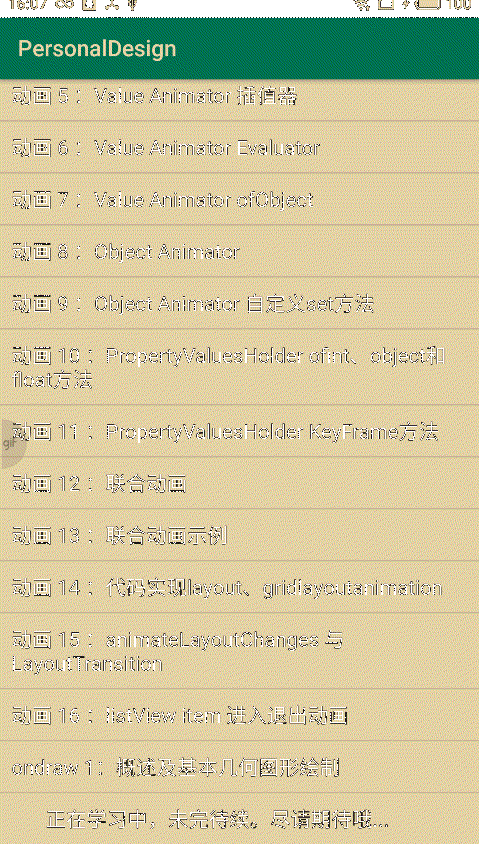 16:07
100
PersonalDesign
动画 5 ：Value Animator 插值器
动画 6 ：Value Animator Evaluator
动画 7 ：Value Animator ofObject
动画 8 ：Object Animator
动画 9 ：Object Animator 自定义set方法
动画 10 ：PropertyValuesHolder ofInt、object和
float方法
动画 11 ：PropertyValuesHolder KeyFrame方法
gif
动画 12 ：联合动画
动画 13 ：联合动画示例
动画 14 ：代码实现layout、gridlayoutanimation
动画 15 ：animateLayoutChanges 与
LayoutTransition
动画 16 ：listView item 进入退出动画
ondraw 1：概述及基本几何图形绘制
正在学习中，未完待续。尽请期待哦...